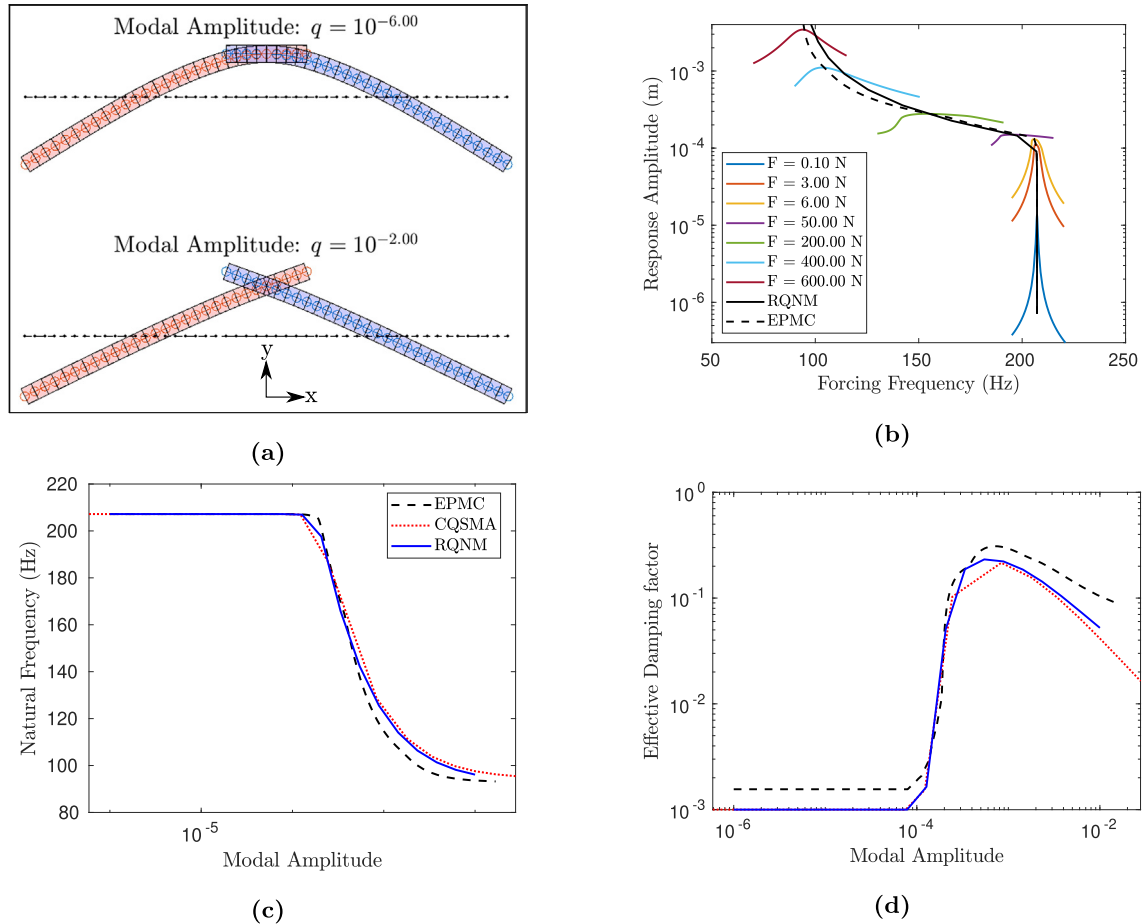 Modal Amplitude: q = 10^-6.00
Modal Amplitude: q = 10^-2.00
y
x
(a)
Response Amplitude (m)
10^-3
10^-4
10^-5
10^-6
F = 0.10 N
F = 3.00 N
F = 6.00 N
F = 50.00 N
F = 200.00 N
F = 400.00 N
F = 600.00 N
RQNM
EPMC
50 100 150 200 250
Forcing Frequency (Hz)
(b)
Natural Frequency (Hz)
220
200
180
160
140
120
100
80
EPMC
CQSMA
RQNM
10^-5
Modal Amplitude
(c)
Effective Damping factor
10^0
10^-1
10^-2
10^-3
10^-6 10^-4 10^-2
Modal Amplitude
(d)